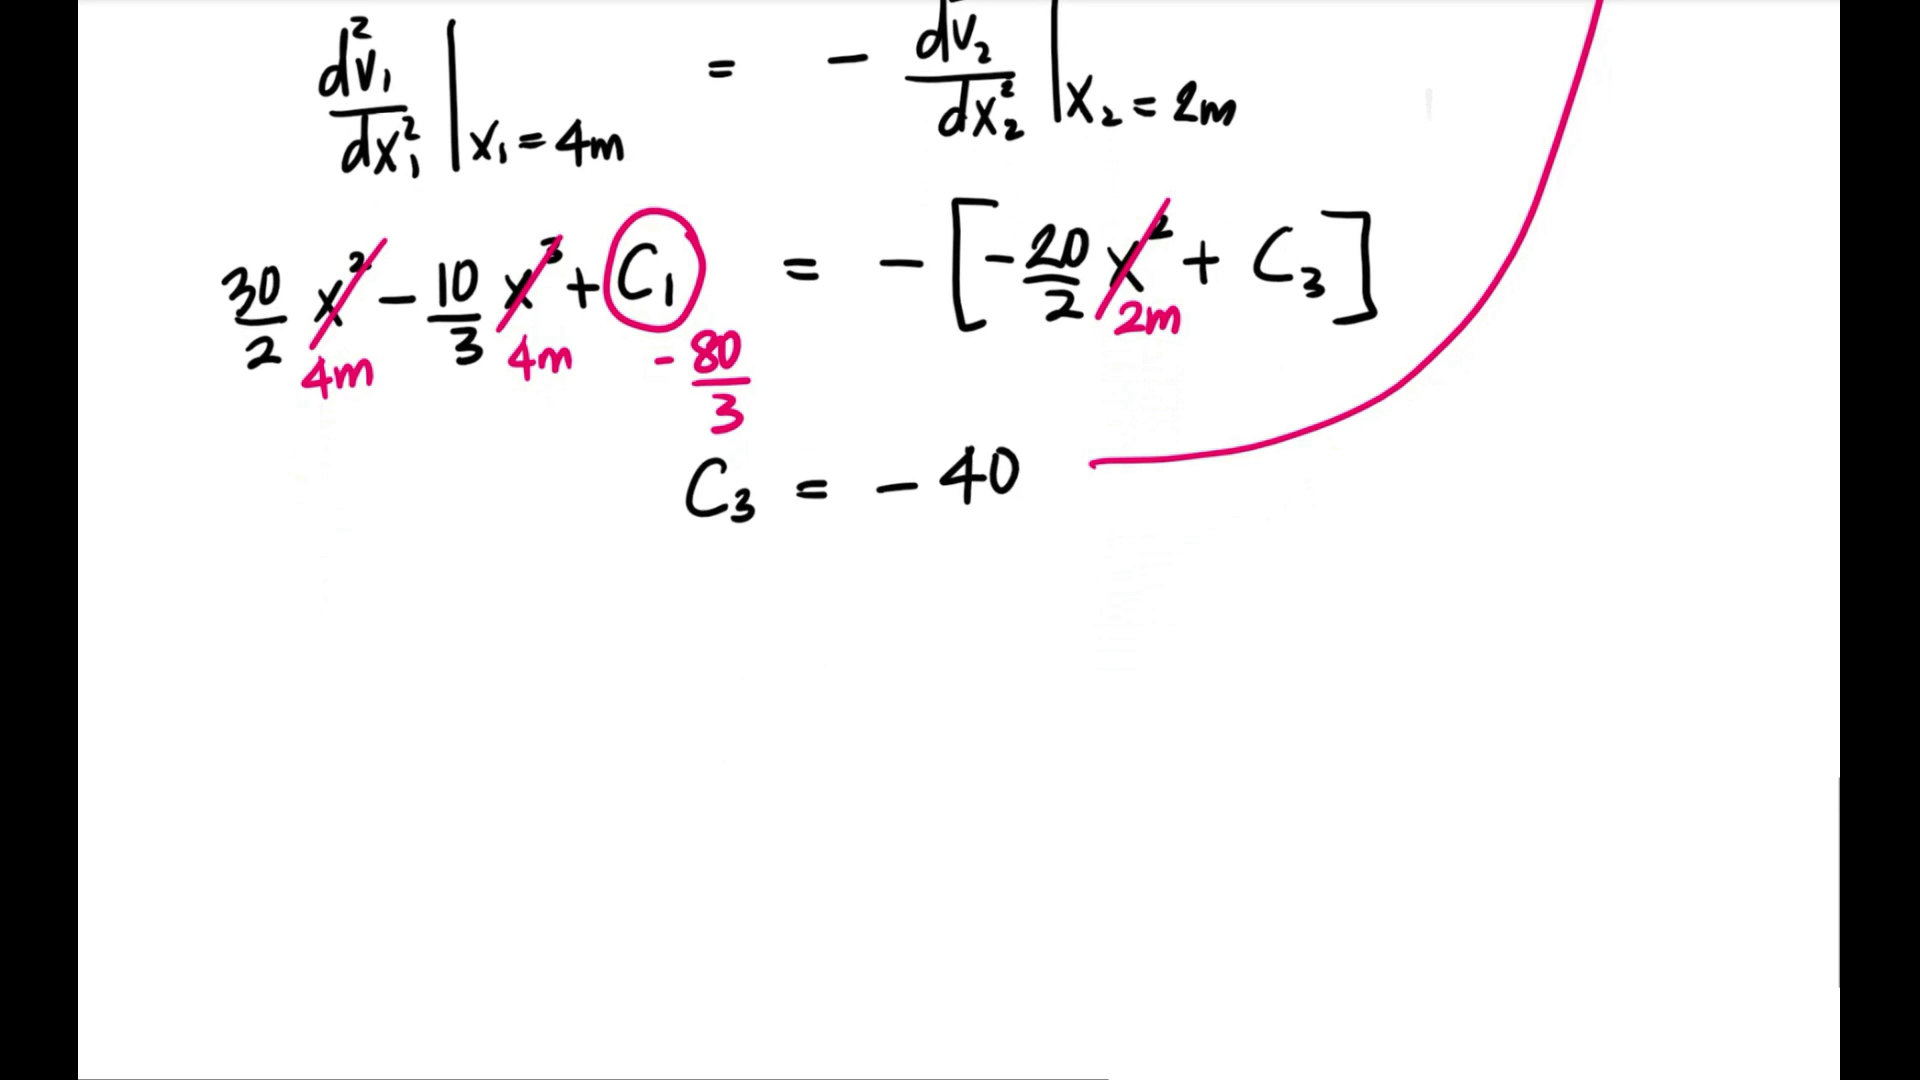 d²v₁/dx₁² |x₁ = 4m = - dv₂/dx₂² |x₂ = 2m
30/2 x² - 10/3 x³ + C₁ = - [ - 20/2 x² + C₃ ]
4m 4m - 80/3 2m
C₃ = - 40